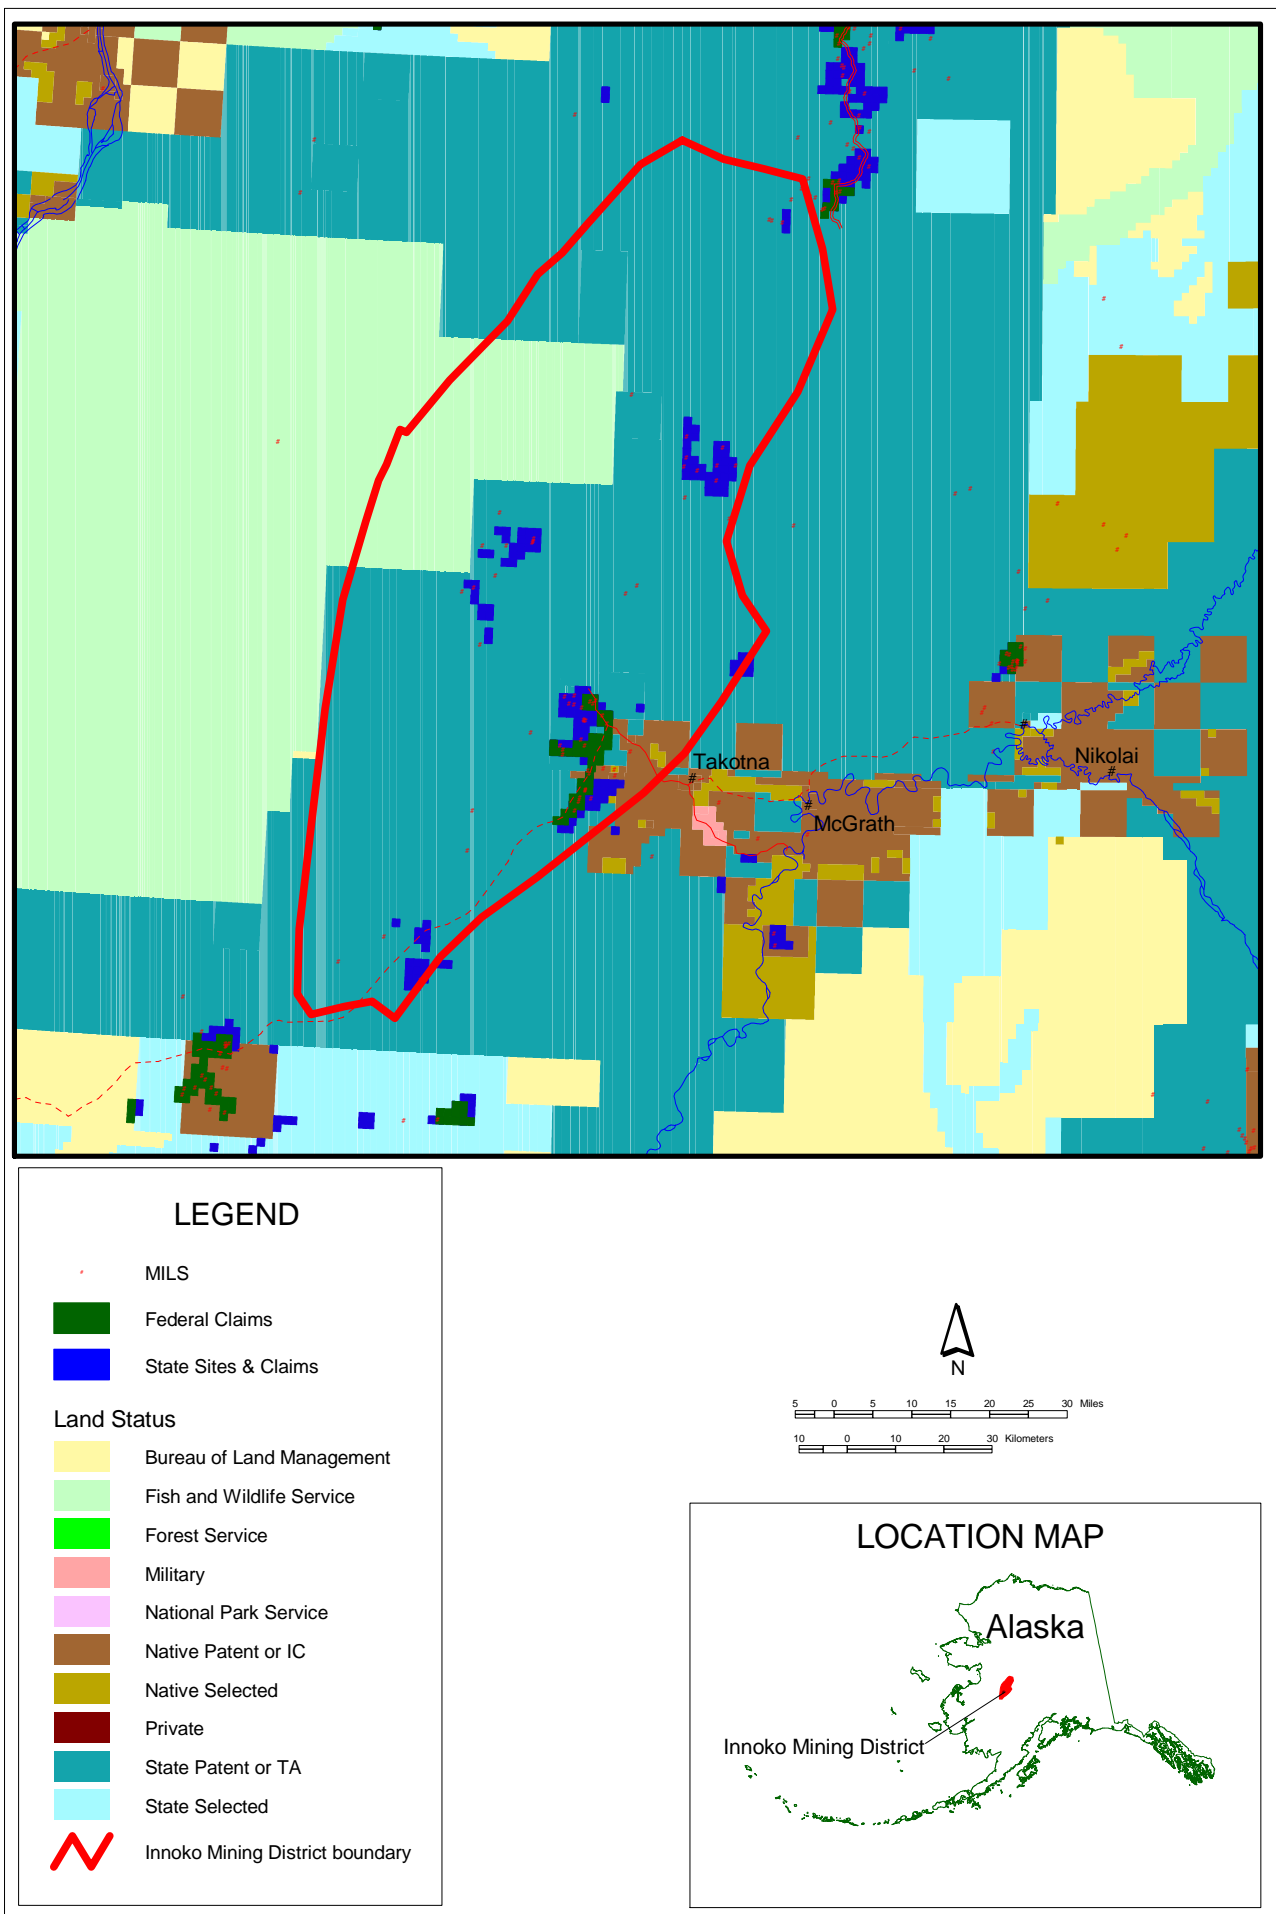 Takotna
Nikolai
McGrath
LEGEND
MILS
Federal Claims
State Sites & Claims
Land Status
Bureau of Land Management
Fish and Wildlife Service
Forest Service
Military
National Park Service
Native Patent or IC
Native Selected
Private
State Patent or TA
State Selected
Innoko Mining District boundary
N
5 0 5 10 15 20 25 30 Miles
10 0 10 20 30 Kilometers
LOCATION MAP
Alaska
Innoko Mining District